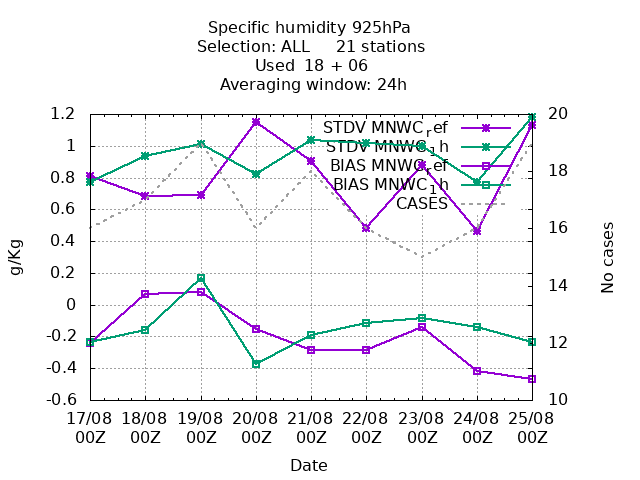 Specific humidity 925hPa
Selection: ALL 21 stations
Used 18 + 06
Averaging window: 24h
1.2
1
0.8
0.6
0.4
0.2
0
-0.2
-0.4
-0.6
g/Kg
20
18
16
14
12
10
No cases
STDV MNWC_ref
STDV MNWC_1h
BIAS MNWC_ref
BIAS MNWC_1h
CASES
17/08 18/08 19/08 20/08 21/08 22/08 23/08 24/08 25/08
00Z 00Z 00Z 00Z 00Z 00Z 00Z 00Z 00Z
Date